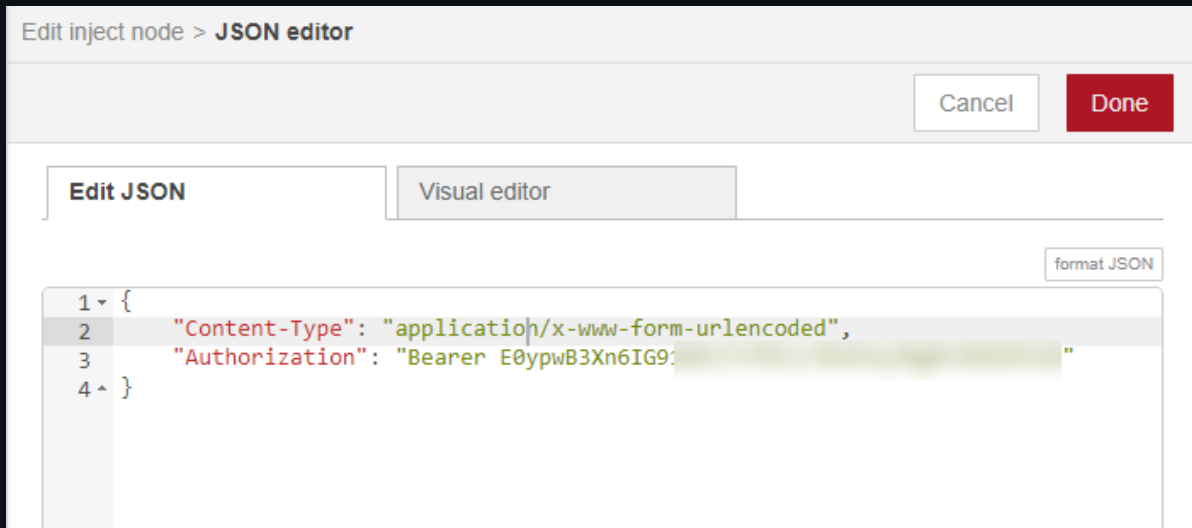 Edit inject node > JSON editor
Cancel
Done
Edit JSON
Visual editor
format JSON
1 {
2 "Content-Type": "application/x-www-form-urlencoded",
3 "Authorization": "Bearer "
4 }